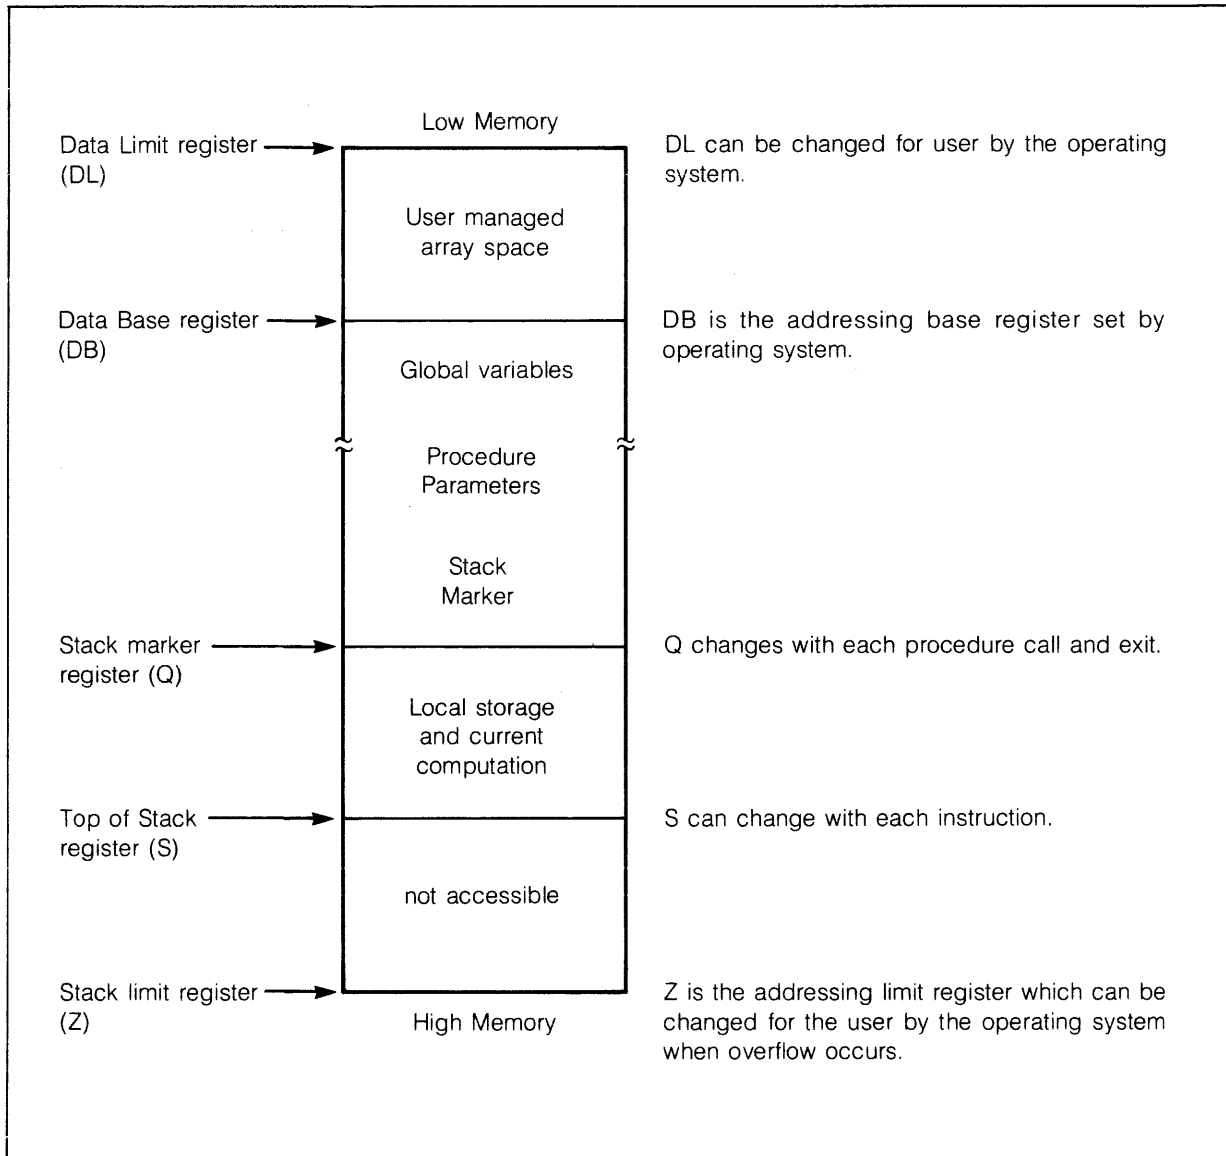 Low Memory
Data Limit register
(DL)
DL can be changed for user by the operating
system.
User managed
array space
Data Base register
(DB)
DB is the addressing base register set by
operating system.
Global variables
Procedure
Parameters
Stack
Marker
Stack marker
register (Q)
Q changes with each procedure call and exit.
Local storage
and current
computation
Top of Stack
register (S)
S can change with each instruction.
not accessible
Stack limit register
(Z)
High Memory
Z is the addressing limit register which can be
changed for the user by the operating system
when overflow occurs.